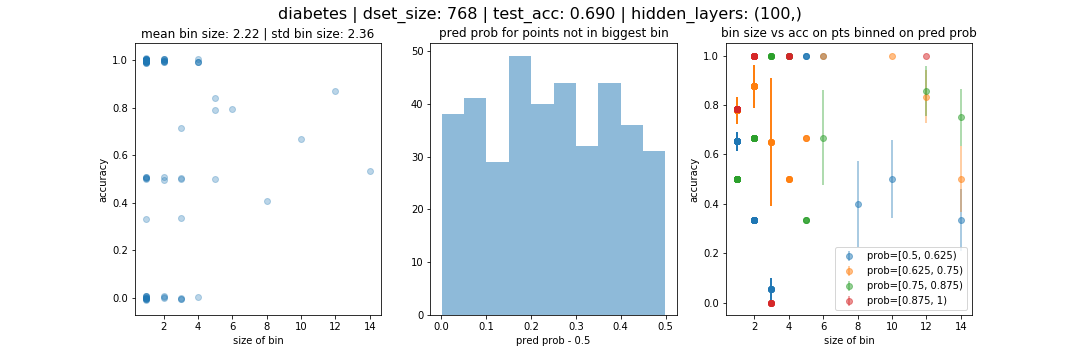 diabetes | dset_size: 768 | test_acc: 0.690 | hidden_layers: (100,)
mean bin size: 2.22 | std bin size: 2.36
1.0
0.8
0.6
0.4
0.2
0.0
accuracy
2
4
6
8
10
12
14
size of bin
pred prob for points not in biggest bin
50
40
30
20
10
0
0.0
0.1
0.2
0.3
0.4
0.5
pred prob - 0.5
bin size vs acc on pts binned on pred prob
1.0
0.8
0.6
0.4
0.2
0.0
accuracy
prob=[0.5, 0.625)
prob=[0.625, 0.75)
prob=[0.75, 0.875)
prob=[0.875, 1)
2
4
6
8
10
12
14
size of bin